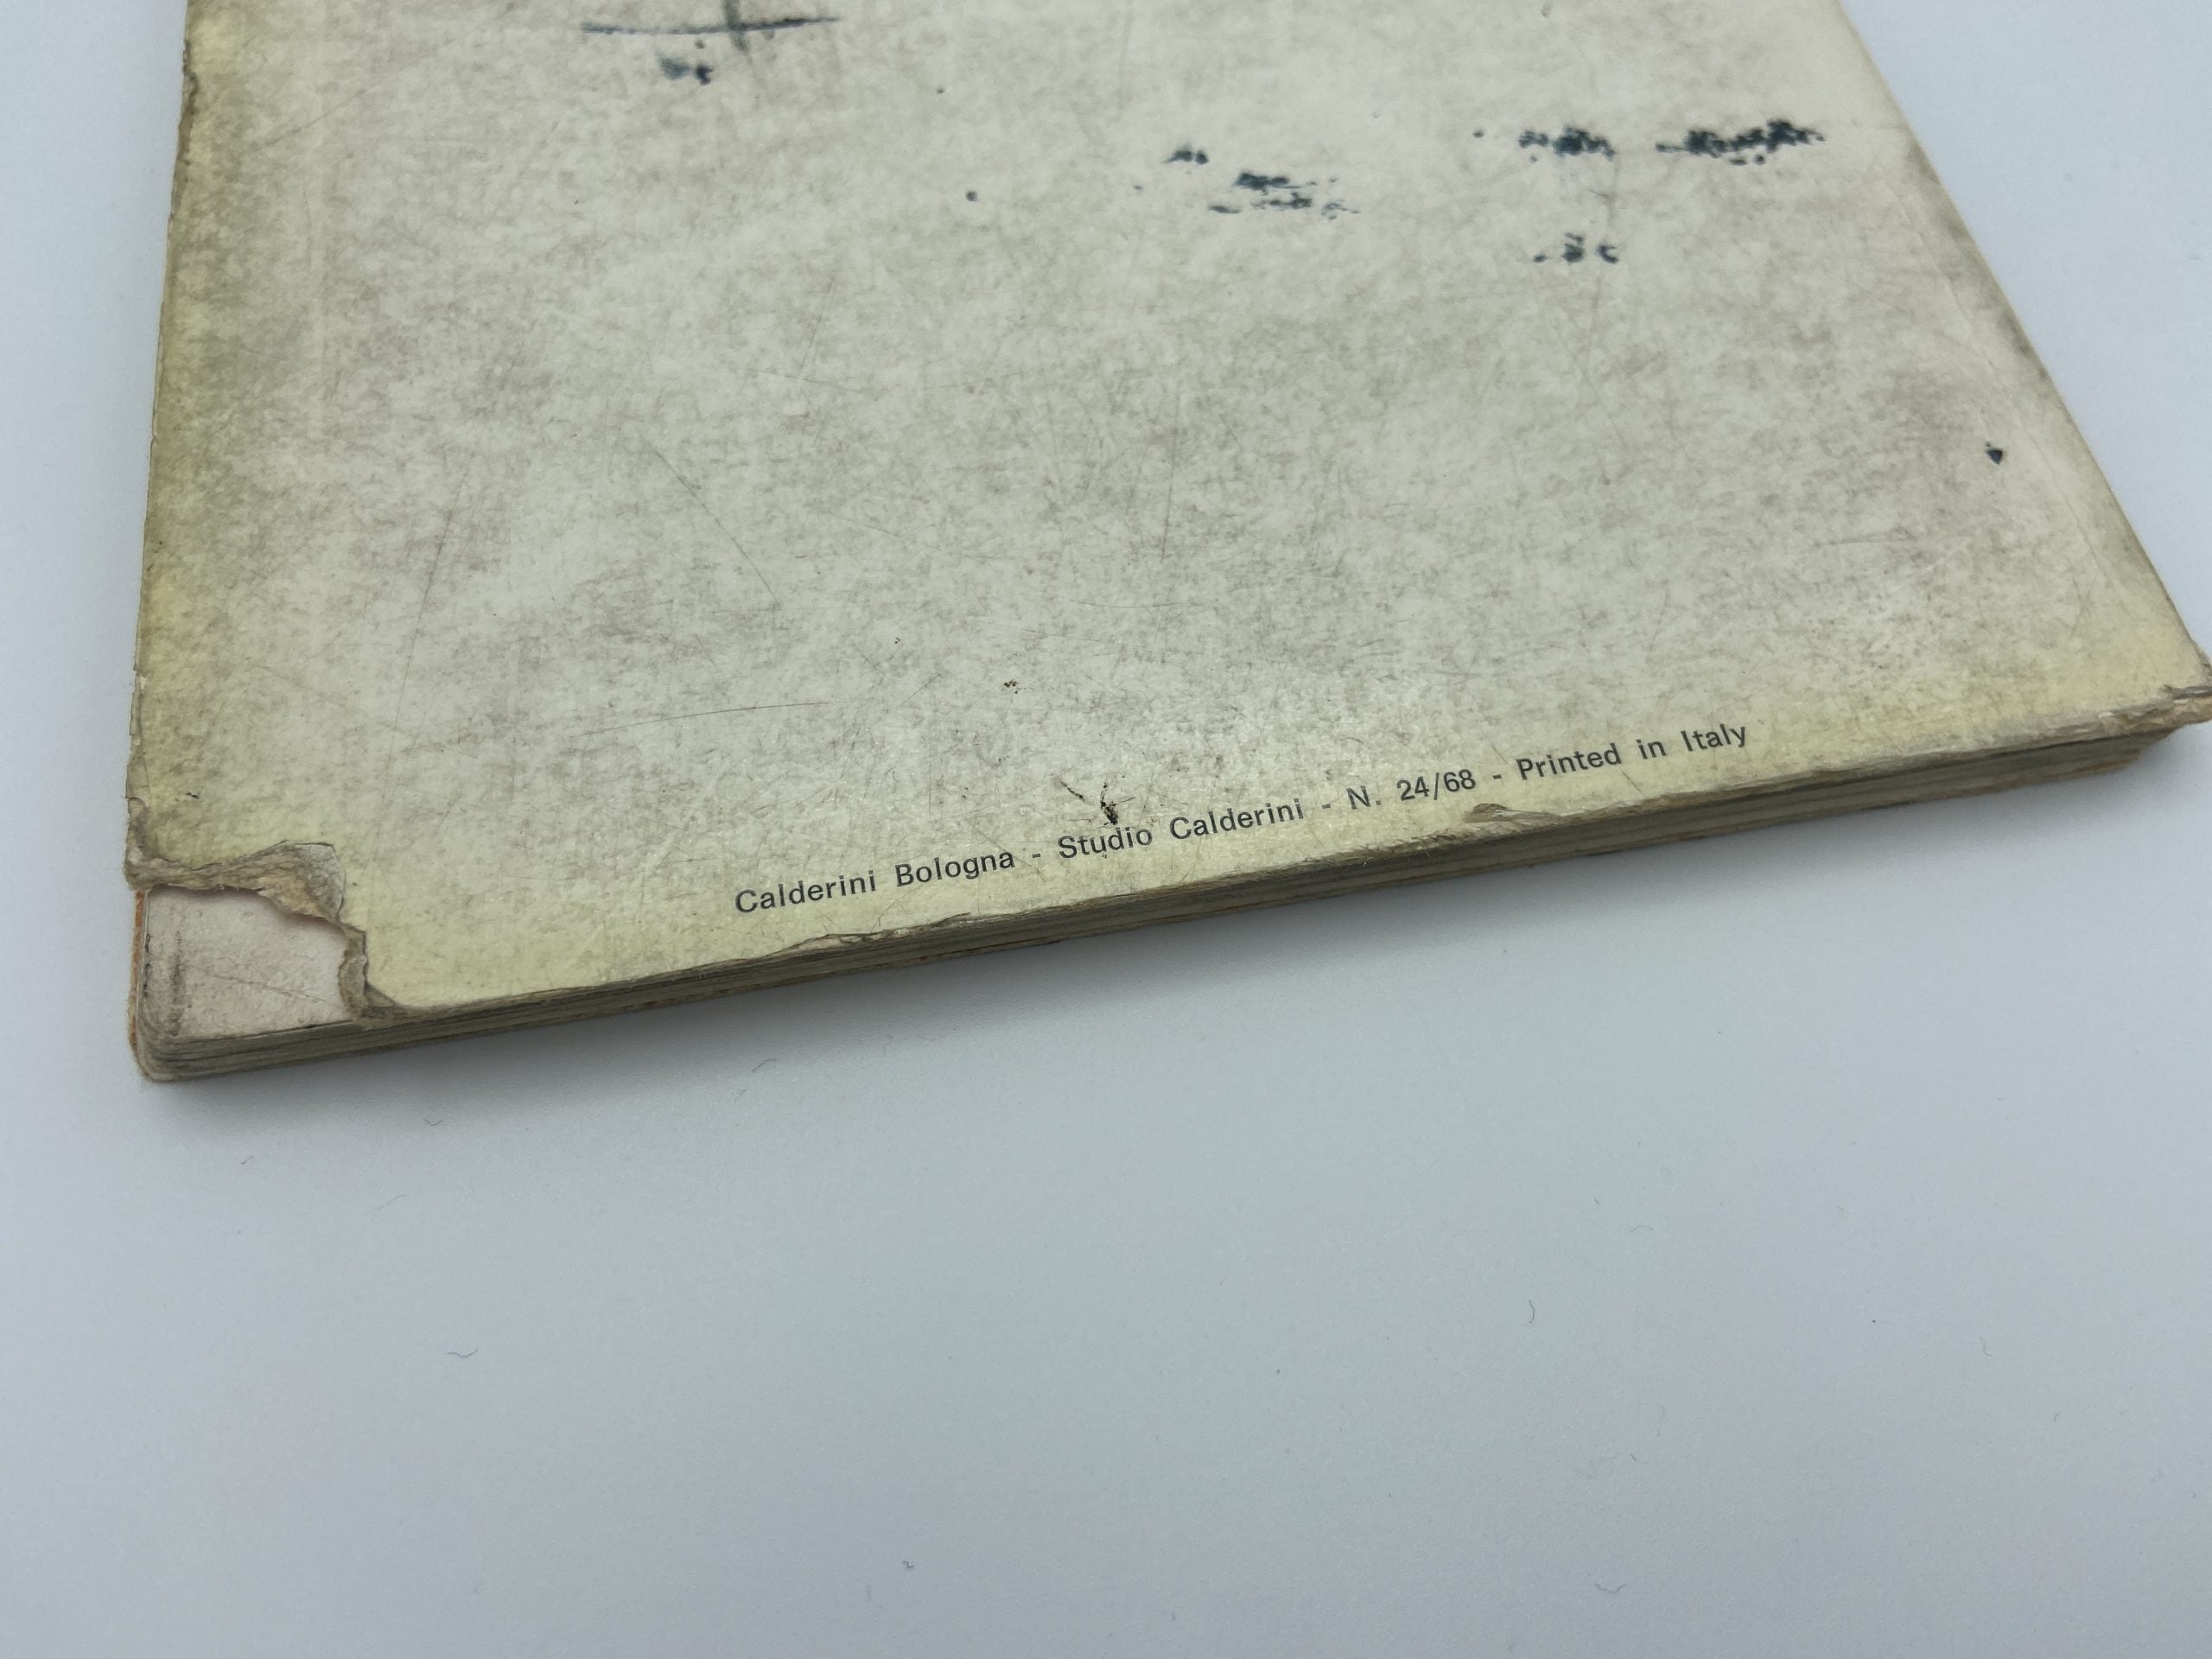 Calderini Bologna - Studio Calderini - N. 24/68 - Printed in Italy